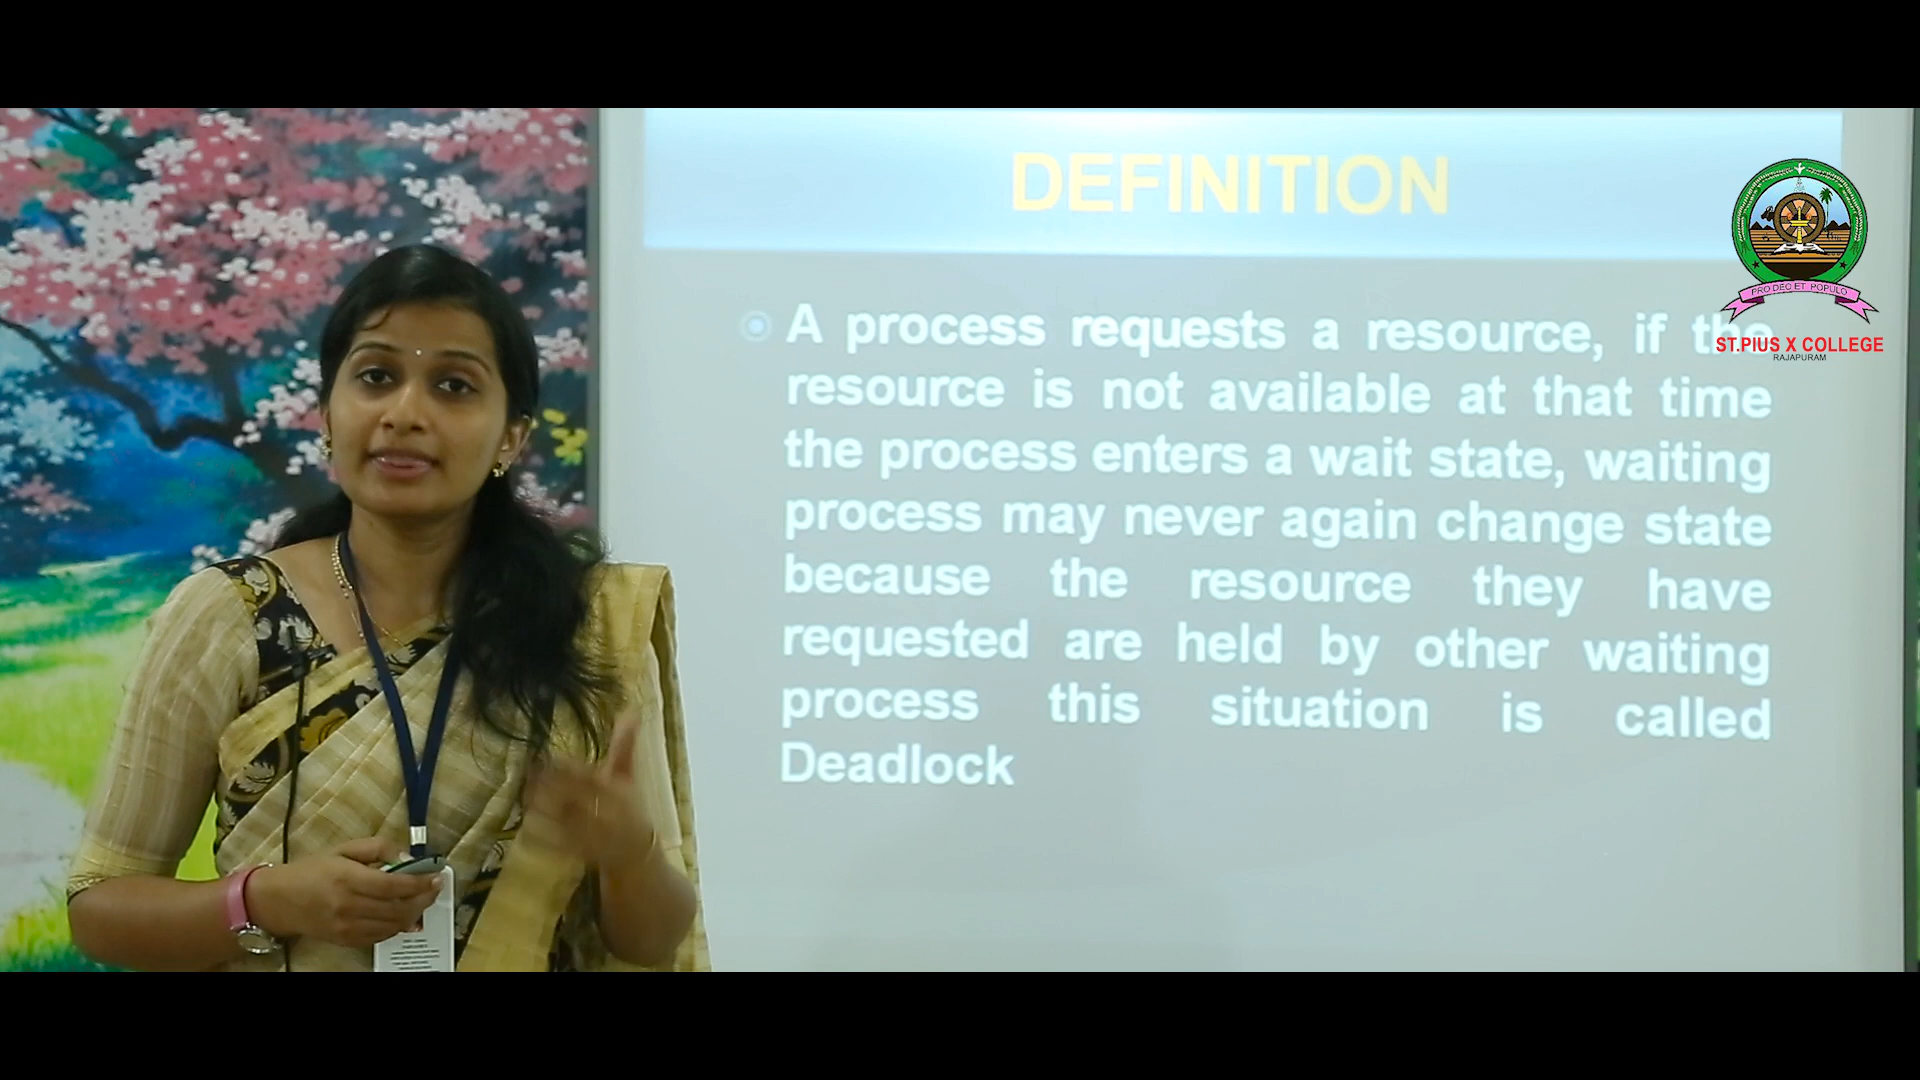 DEFINITION
A process requests a resource, if the
resource is not available at that time
the process enters a wait state, waiting
process may never again change state
because the resource they have
requested are held by other waiting
process this situation is called
Deadlock
PRO DEO ET POPULO
ST.PIUS X COLLEGE
RAJAPURAM